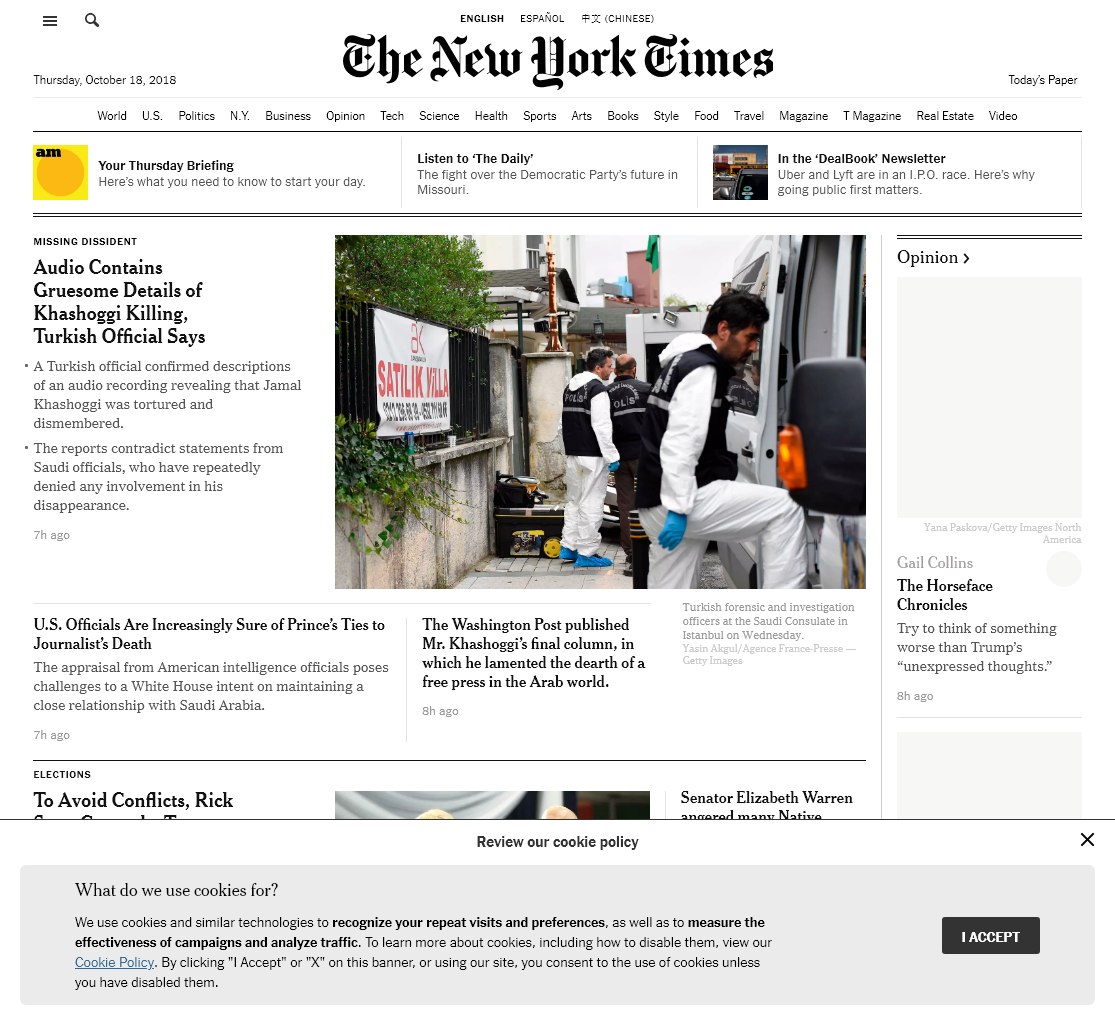 ENGLISH ESPAÑOL 中文 (CHINESE)
The New York Times
Thursday, October 18, 2018
Today's Paper
World U.S. Politics N.Y. Business Opinion Tech Science Health Sports Arts Books Style Food Travel Magazine T Magazine Real Estate Video
am
Your Thursday Briefing
Here's what you need to know to start your day.
Listen to 'The Daily'
The fight over the Democratic Party's future in
Missouri.
In the 'DealBook' Newsletter
Uber and Lyft are in an I.P.O. race. Here's why
going public first matters.
MISSING DISSIDENT
Audio Contains
Gruesome Details of
Khashoggi Killing,
Turkish Official Says
• A Turkish official confirmed descriptions
of an audio recording revealing that Jamal
Khashoggi was tortured and
dismembered.
• The reports contradict statements from
Saudi officials, who have repeatedly
denied any involvement in his
disappearance.
7h ago
SATILIK VİLLA
POLİS
Turkish forensic and investigation
officers at the Saudi Consulate in
Istanbul on Wednesday.
Yasin Akgul/Agence France-Presse —
Getty Images
U.S. Officials Are Increasingly Sure of Prince's Ties to
Journalist's Death
The appraisal from American intelligence officials poses
challenges to a White House intent on maintaining a
close relationship with Saudi Arabia.
7h ago
The Washington Post published
Mr. Khashoggi's final column, in
which he lamented the dearth of a
free press in the Arab world.
8h ago
Opinion >
Yana Paskova/Getty Images North
America
Gail Collins
The Horseface
Chronicles
Try to think of something
worse than Trump's
"unexpressed thoughts."
8h ago
ELECTIONS
To Avoid Conflicts, Rick
Senator Elizabeth Warren
angered many Native
Review our cookie policy
What do we use cookies for?
We use cookies and similar technologies to recognize your repeat visits and preferences, as well as to measure the
effectiveness of campaigns and analyze traffic. To learn more about cookies, including how to disable them, view our
Cookie Policy. By clicking "I Accept" or "X" on this banner, or using our site, you consent to the use of cookies unless
you have disabled them.
I ACCEPT